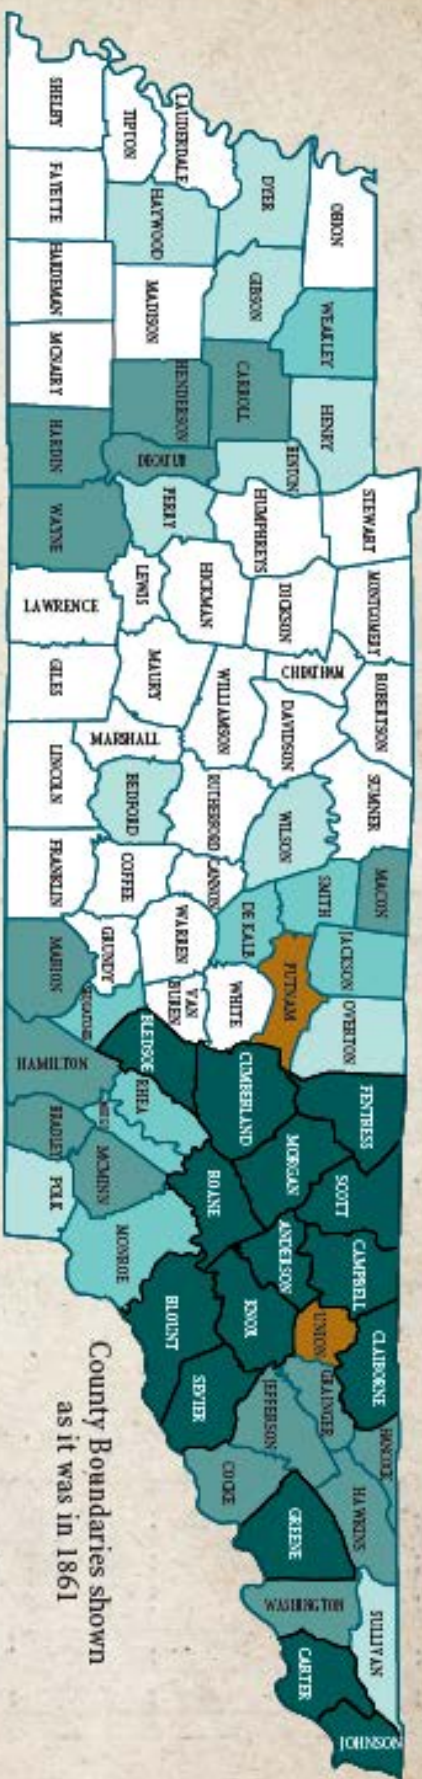 OBION
WEAKLEY
HENRY
STEWART
MONTGOMERY
ROBERTSON
SUMNER
MACON
JACKSON
OVERTON
FENTRESS
SCOTT
CAMPBELL
CLAIBORNE
HANCOCK
HAWKINS
SULLIVAN
JOHNSON
LAUDERDALE
DYER
GIBSON
CARROLL
BENTON
HUMPHREYS
DICKSON
CHEATHAM
DAVIDSON
WILSON
SMITH
DE KALB
PUTNAM
CUMBERLAND
MORGAN
ANDERSON
UNION
GRAINGER
JEFFERSON
GREENE
WASHINGTON
CARTER
TIPTON
HAYWOOD
MADISON
HENDERSON
DECATUR
PERRY
LEWIS
HICKMAN
MAURY
WILLIAMSON
MARSHALL
BEDFORD
RUTHERFORD
CANNON
COFFEE
WARREN
VAN
BUREN
WHITE
BLEDSOE
RHEA
ROANE
KNOX
BLOUNT
SEVIER
COCKE
SHELBY
FAYETTE
HARDEMAN
MCNAIRY
HARDIN
WAYNE
LAWRENCE
GILES
LINCOLN
FRANKLIN
GRUNDY
MARION
HAMILTON
BRADLEY
MCMINN
POLK
MONROE
County Boundaries shown
as it was in 1861